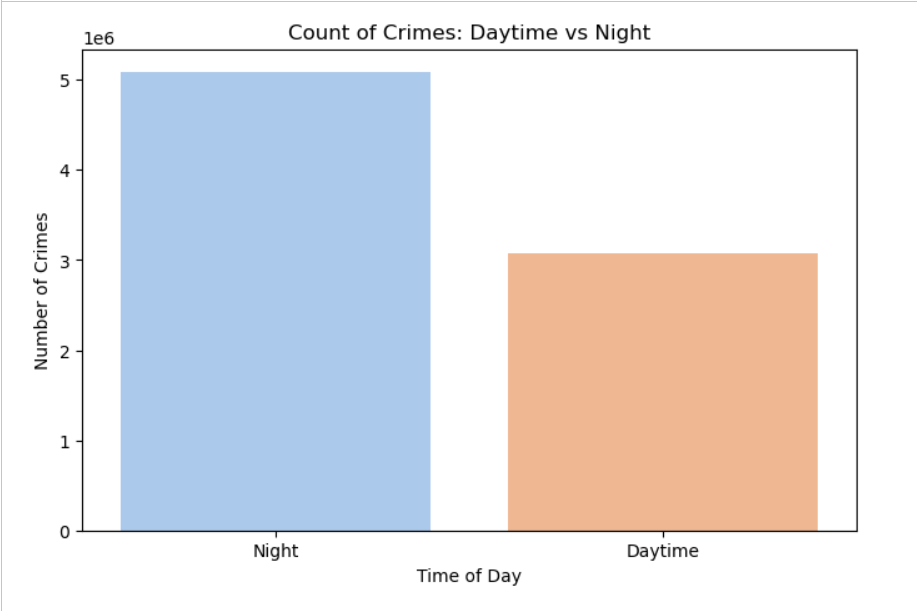 Count of Crimes: Daytime vs Night
1e6
5
4
3
2
1
0
Number of Crimes
Night Daytime
Time of Day